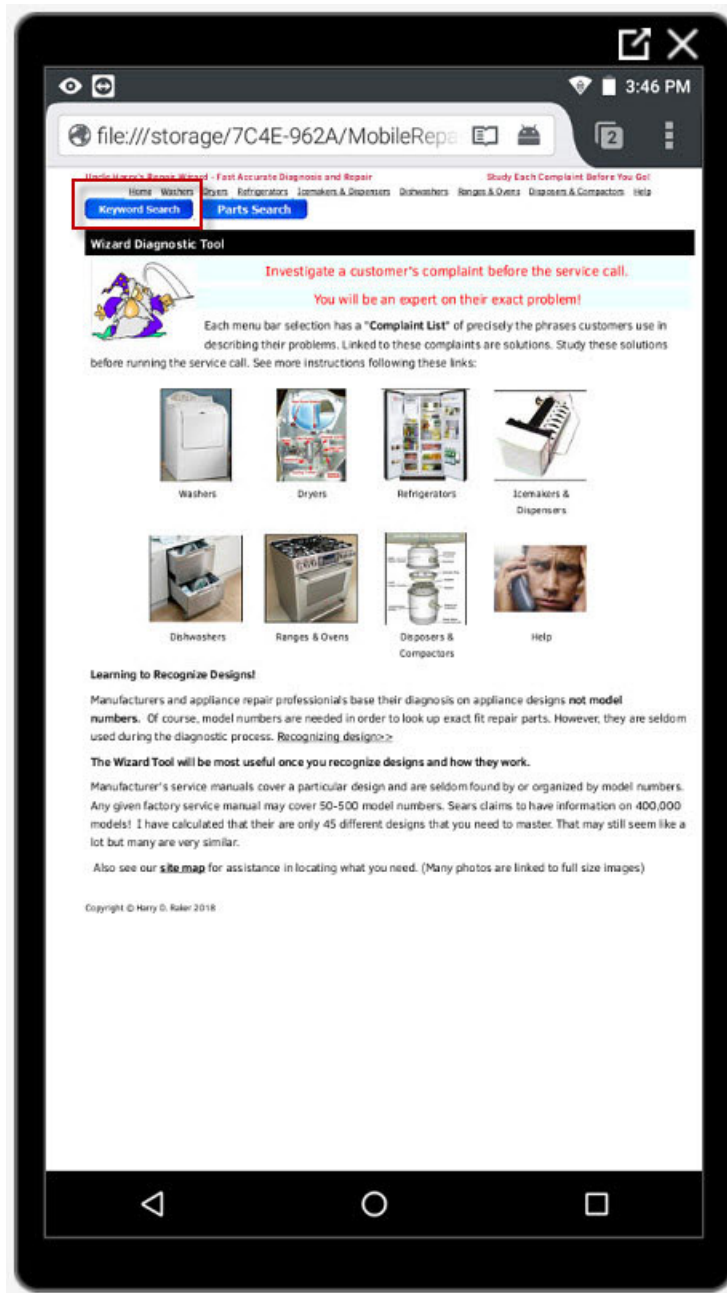 3:46 PM
file:///storage/7C4E-962A/MobileRepa
2
Uncle Harry's Repair Wizard - Fast Accurate Diagnosis and Repair Study Each Complaint Before You Go!
Home Washers Dryers Refrigerators Icemakers & Dispensers Dishwashers Ranges & Ovens Disposers & Compactors Help
Keyword Search Parts Search
Wizard Diagnostic Tool
Investigate a customer's complaint before the service call.
You will be an expert on their exact problem!
Each menu bar selection has a "Complaint List" of precisely the phrases customers use in
describing their problems. Linked to these complaints are solutions. Study these solutions
before running the service call. See more instructions following these links:
Washers Dryers Refrigerators Icemakers &
Dispensers
Dishwashers Ranges & Ovens Disposers & Help
Compactors
Learning to Recognize Designs!
Manufacturers and appliance repair professionals base their diagnosis on appliance designs not model
numbers. Of course, model numbers are needed in order to look up exact fit repair parts. However, they are seldom
used during the diagnostic process. Recognizing design>>
The Wizard Tool will be most useful once you recognize designs and how they work.
Manufacturer's service manuals cover a particular design and are seldom found by or organized by model numbers.
Any given factory service manual may cover 50-500 model numbers. Sears claims to have information on 400,000
models! I have calculated that their are only 45 different designs that you need to master. That may still seem like a
lot but many are very similar.
Also see our site map for assistance in locating what you need. (Many photos are linked to full size images)
Copyright © Harry D. Raker 2018